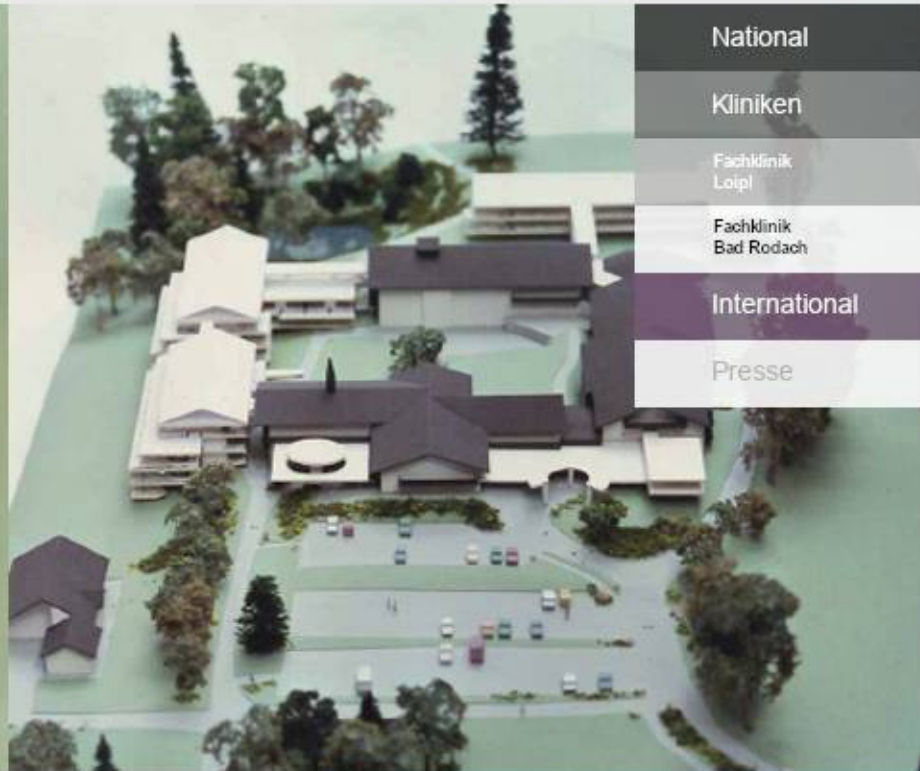 National
Kliniken
Fachklinik
Loipl
Fachklinik
Bad Rodach
International
Presse